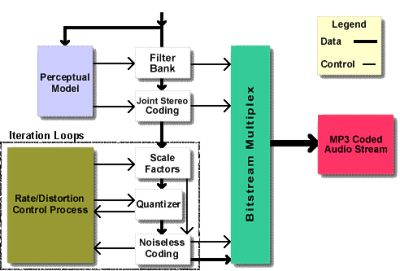 Legend
Data
Control
Perceptual
Model
Filter
Bank
Joint Stereo
Coding
Bitstream Multiplex
MP3 Coded
Audio Stream
Iteration Loops
Rate/Distortion
Control Process
Scale
Factors
Quantizer
Noiseless
Coding